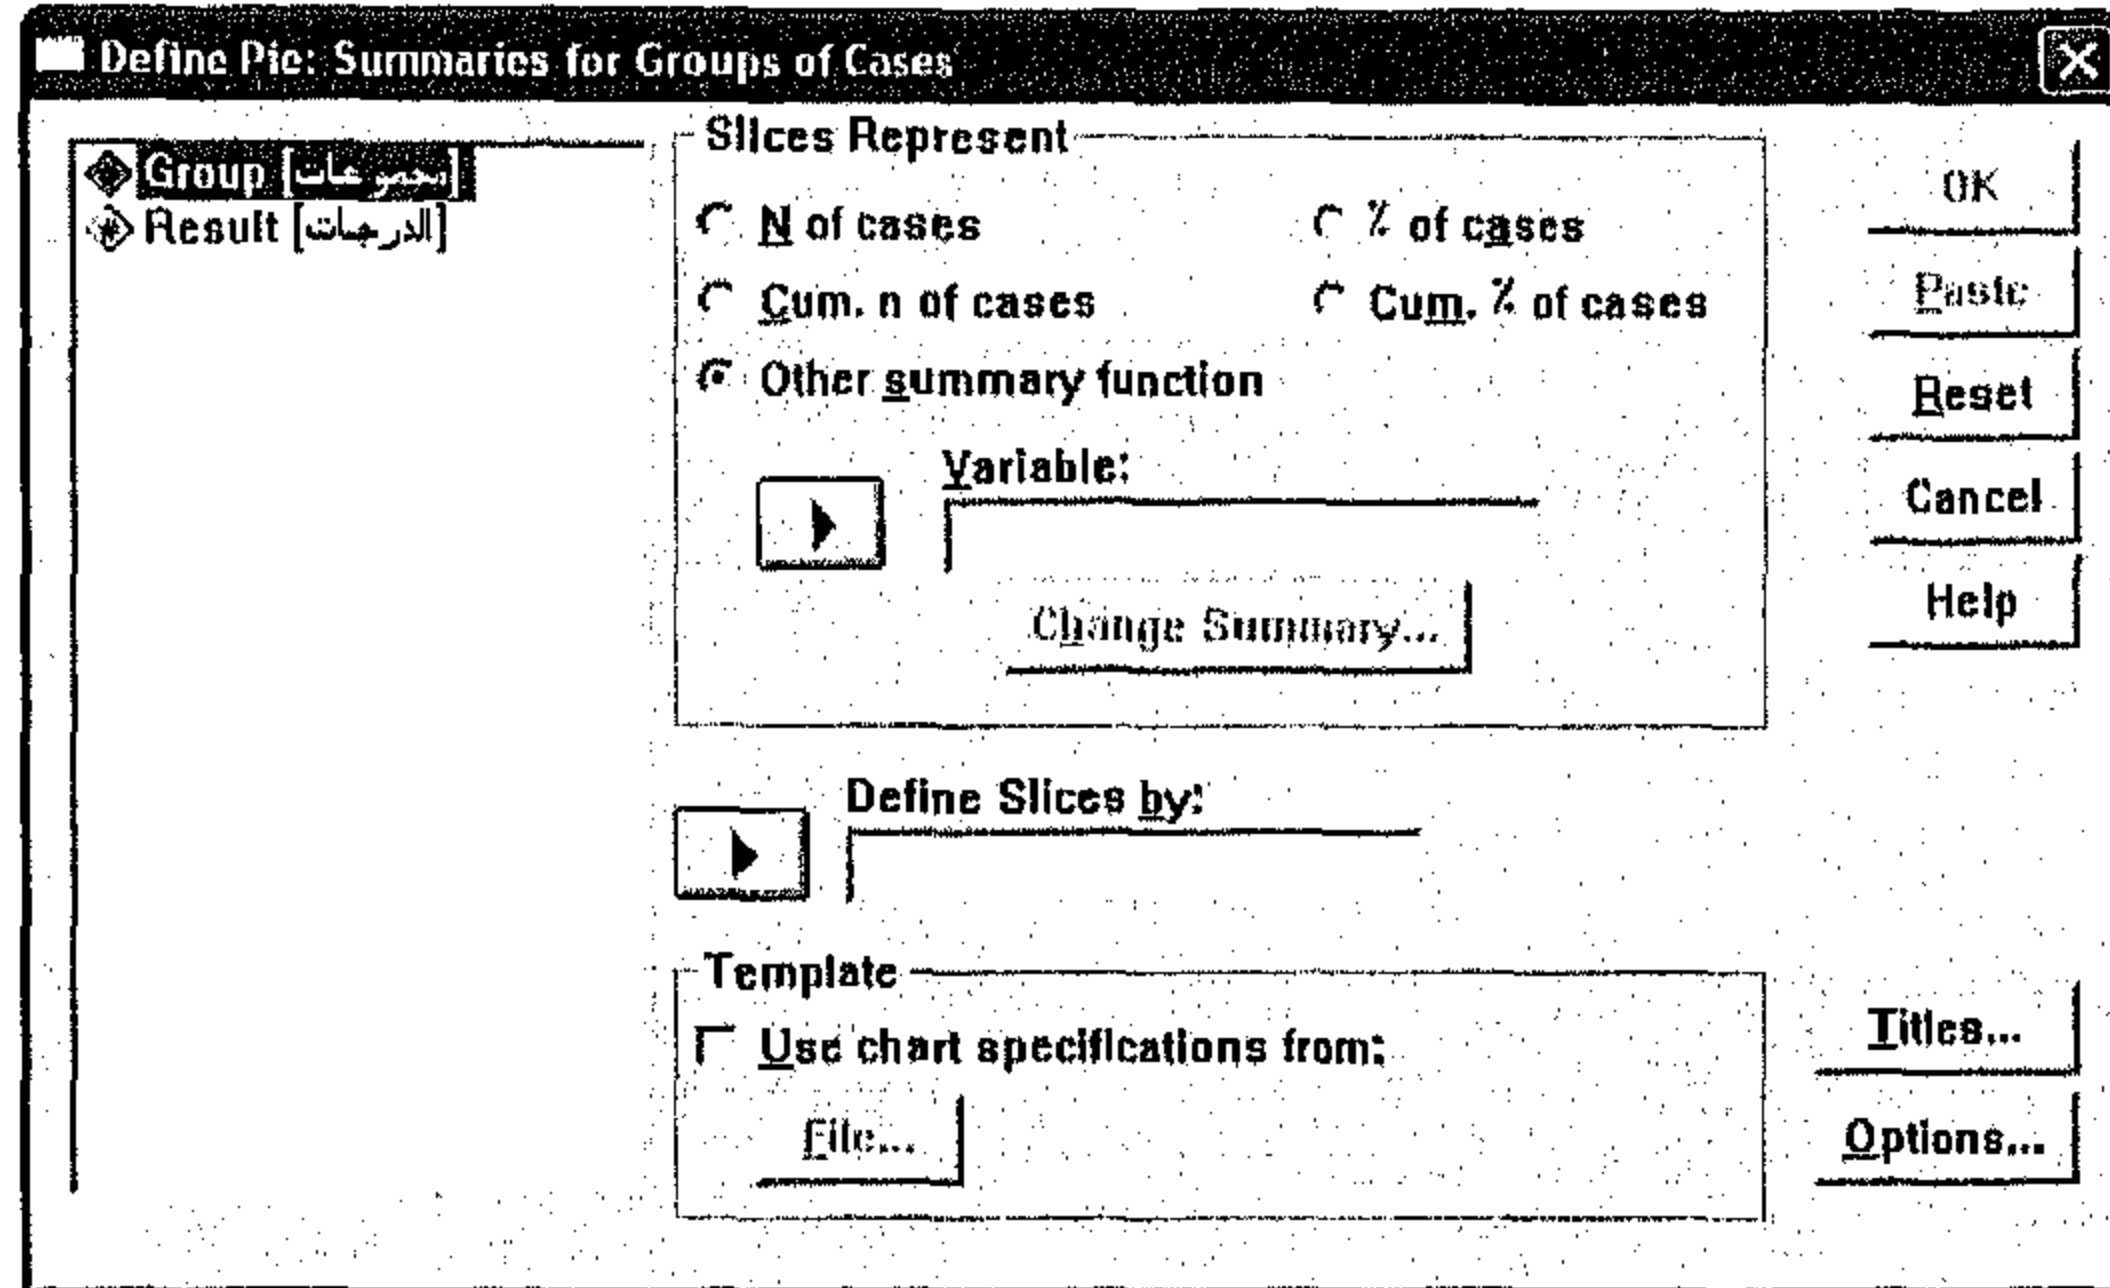 Define Pie: Summaries for Groups of Cases
Group [مجموعات]
Result [الدرجات]
Slices Represent
N of cases
% of cases
Cum. n of cases
Cum. % of cases
Other summary function
Variable:
Change Summary...
Define Slices by:
Template
Use chart specifications from:
File...
OK
Paste
Reset
Cancel
Help
Titles...
Options...